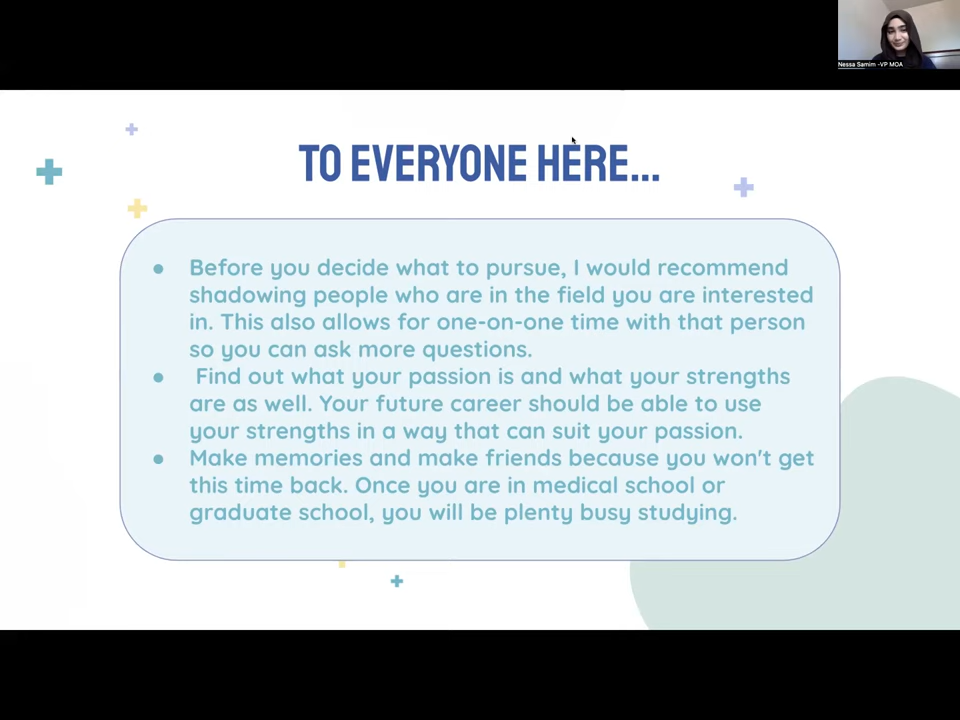 Nessa Samim -VP MOA
TO EVERYONE HERE...
● Before you decide what to pursue, I would recommend
shadowing people who are in the field you are interested
in. This also allows for one-on-one time with that person
so you can ask more questions.
● Find out what your passion is and what your strengths
are as well. Your future career should be able to use
your strengths in a way that can suit your passion.
● Make memories and make friends because you won't get
this time back. Once you are in medical school or
graduate school, you will be plenty busy studying.